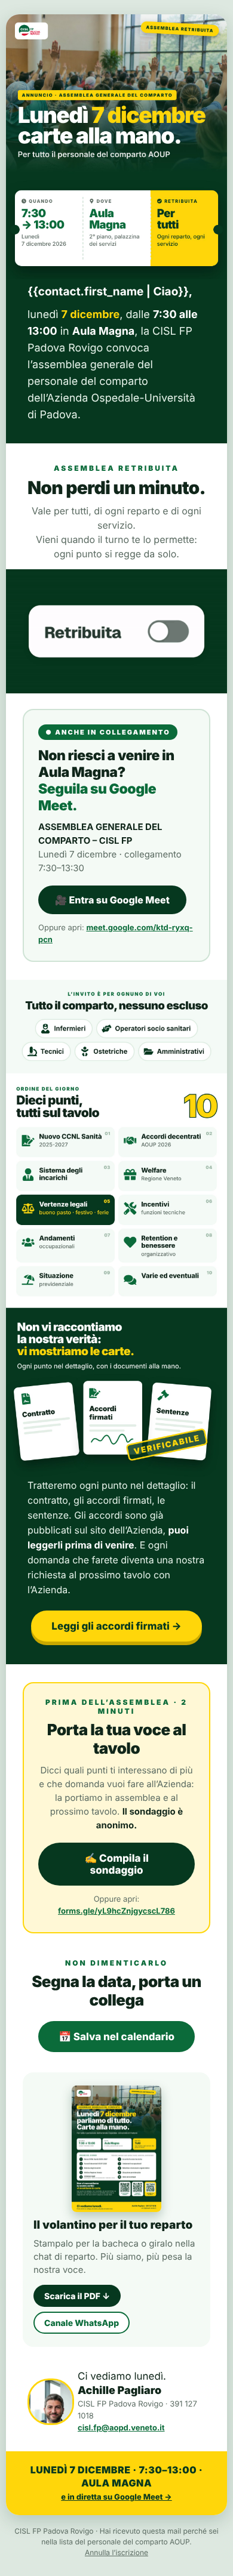 ASSEMBLEA RETRIBUITA
ANNUNCIO · ASSEMBLEA GENERALE DEL COMPARTO
Lunedì 7 dicembre
carte alla mano.
Per tutto il personale del comparto AOUP
QUANDO
7:30
→ 13:00
Lunedì
7 dicembre 2026
DOVE
Aula
Magna
2° piano, palazzina
dei servizi
RETRIBUITA
Per
tutti
Ogni reparto, ogni
servizio
{{contact.first_name | Ciao}},
lunedì 7 dicembre, dalle 7:30 alle
13:00 in Aula Magna, la CISL FP
Padova Rovigo convoca
l'assemblea generale del
personale del comparto
dell'Azienda Ospedale-Università
di Padova.
ASSEMBLEA RETRIBUITA
Non perdi un minuto.
Vale per tutti, di ogni reparto e di ogni
servizio.
Vieni quando il turno te lo permette:
ogni punto si regge da solo.
Retribuita
ANCHE IN COLLEGAMENTO
Non riesci a venire in
Aula Magna?
Seguila su Google
Meet.
ASSEMBLEA GENERALE DEL
COMPARTO – CISL FP
Lunedì 7 dicembre · collegamento
7:30–13:00
🎥 Entra su Google Meet
Oppure apri: meet.google.com/ktd-ryxq-
pcn
L'INVITO È PER OGNUNO DI VOI
Tutto il comparto, nessuno escluso
Infermieri
Operatori socio sanitari
Tecnici
Ostetriche
Amministrativi
ORDINE DEL GIORNO
Dieci punti,
tutti sul tavolo
10
Nuovo CCNL Sanità
2025-2027
01
Accordi decentrati
AOUP 2026
02
Sistema degli
incarichi
03
Welfare
Regione Veneto
04
Vertenze legali
buono pasto · festivo · ferie
05
Incentivi
funzioni tecniche
06
Andamenti
occupazionali
07
Retention e
benessere
organizzativo
08
Situazione
previdenziale
09
Varie ed eventuali
10
Non vi raccontiamo
la nostra verità:
vi mostriamo le carte.
Ogni punto nel dettaglio, con i documenti alla mano.
Contratto
Accordi
firmati
Sentenze
VERIFICABILE
Tratteremo ogni punto nel dettaglio: il
contratto, gli accordi firmati, le
sentenze. Gli accordi sono già
pubblicati sul sito dell'Azienda, puoi
leggerli prima di venire. E ogni
domanda che farete diventa una nostra
richiesta al prossimo tavolo con
l'Azienda.
Leggi gli accordi firmati →
PRIMA DELL'ASSEMBLEA · 2
MINUTI
Porta la tua voce al
tavolo
Dicci quali punti ti interessano di più
e che domanda vuoi fare all'Azienda:
la portiamo in assemblea e al
prossimo tavolo. Il sondaggio è
anonimo.
✍️ Compila il
sondaggio
Oppure apri:
forms.gle/yL9hcZnjgycscL786
NON DIMENTICARLO
Segna la data, porta un
collega
📅 Salva nel calendario
Lunedì 7 dicembre
parliamo di tutto.
Carte alla mano.
Il volantino per il tuo reparto
Stampalo per la bacheca o giralo nella
chat di reparto. Più siamo, più pesa la
nostra voce.
Scarica il PDF ↓
Canale WhatsApp
Ci vediamo lunedì.
Achille Pagliaro
CISL FP Padova Rovigo · 391 127
1018
cisl.fp@aopd.veneto.it
LUNEDÌ 7 DICEMBRE · 7:30–13:00 ·
AULA MAGNA
e in diretta su Google Meet →
CISL FP Padova Rovigo · Hai ricevuto questa mail perché sei
nella lista del personale del comparto AOUP.
Annulla l'iscrizione